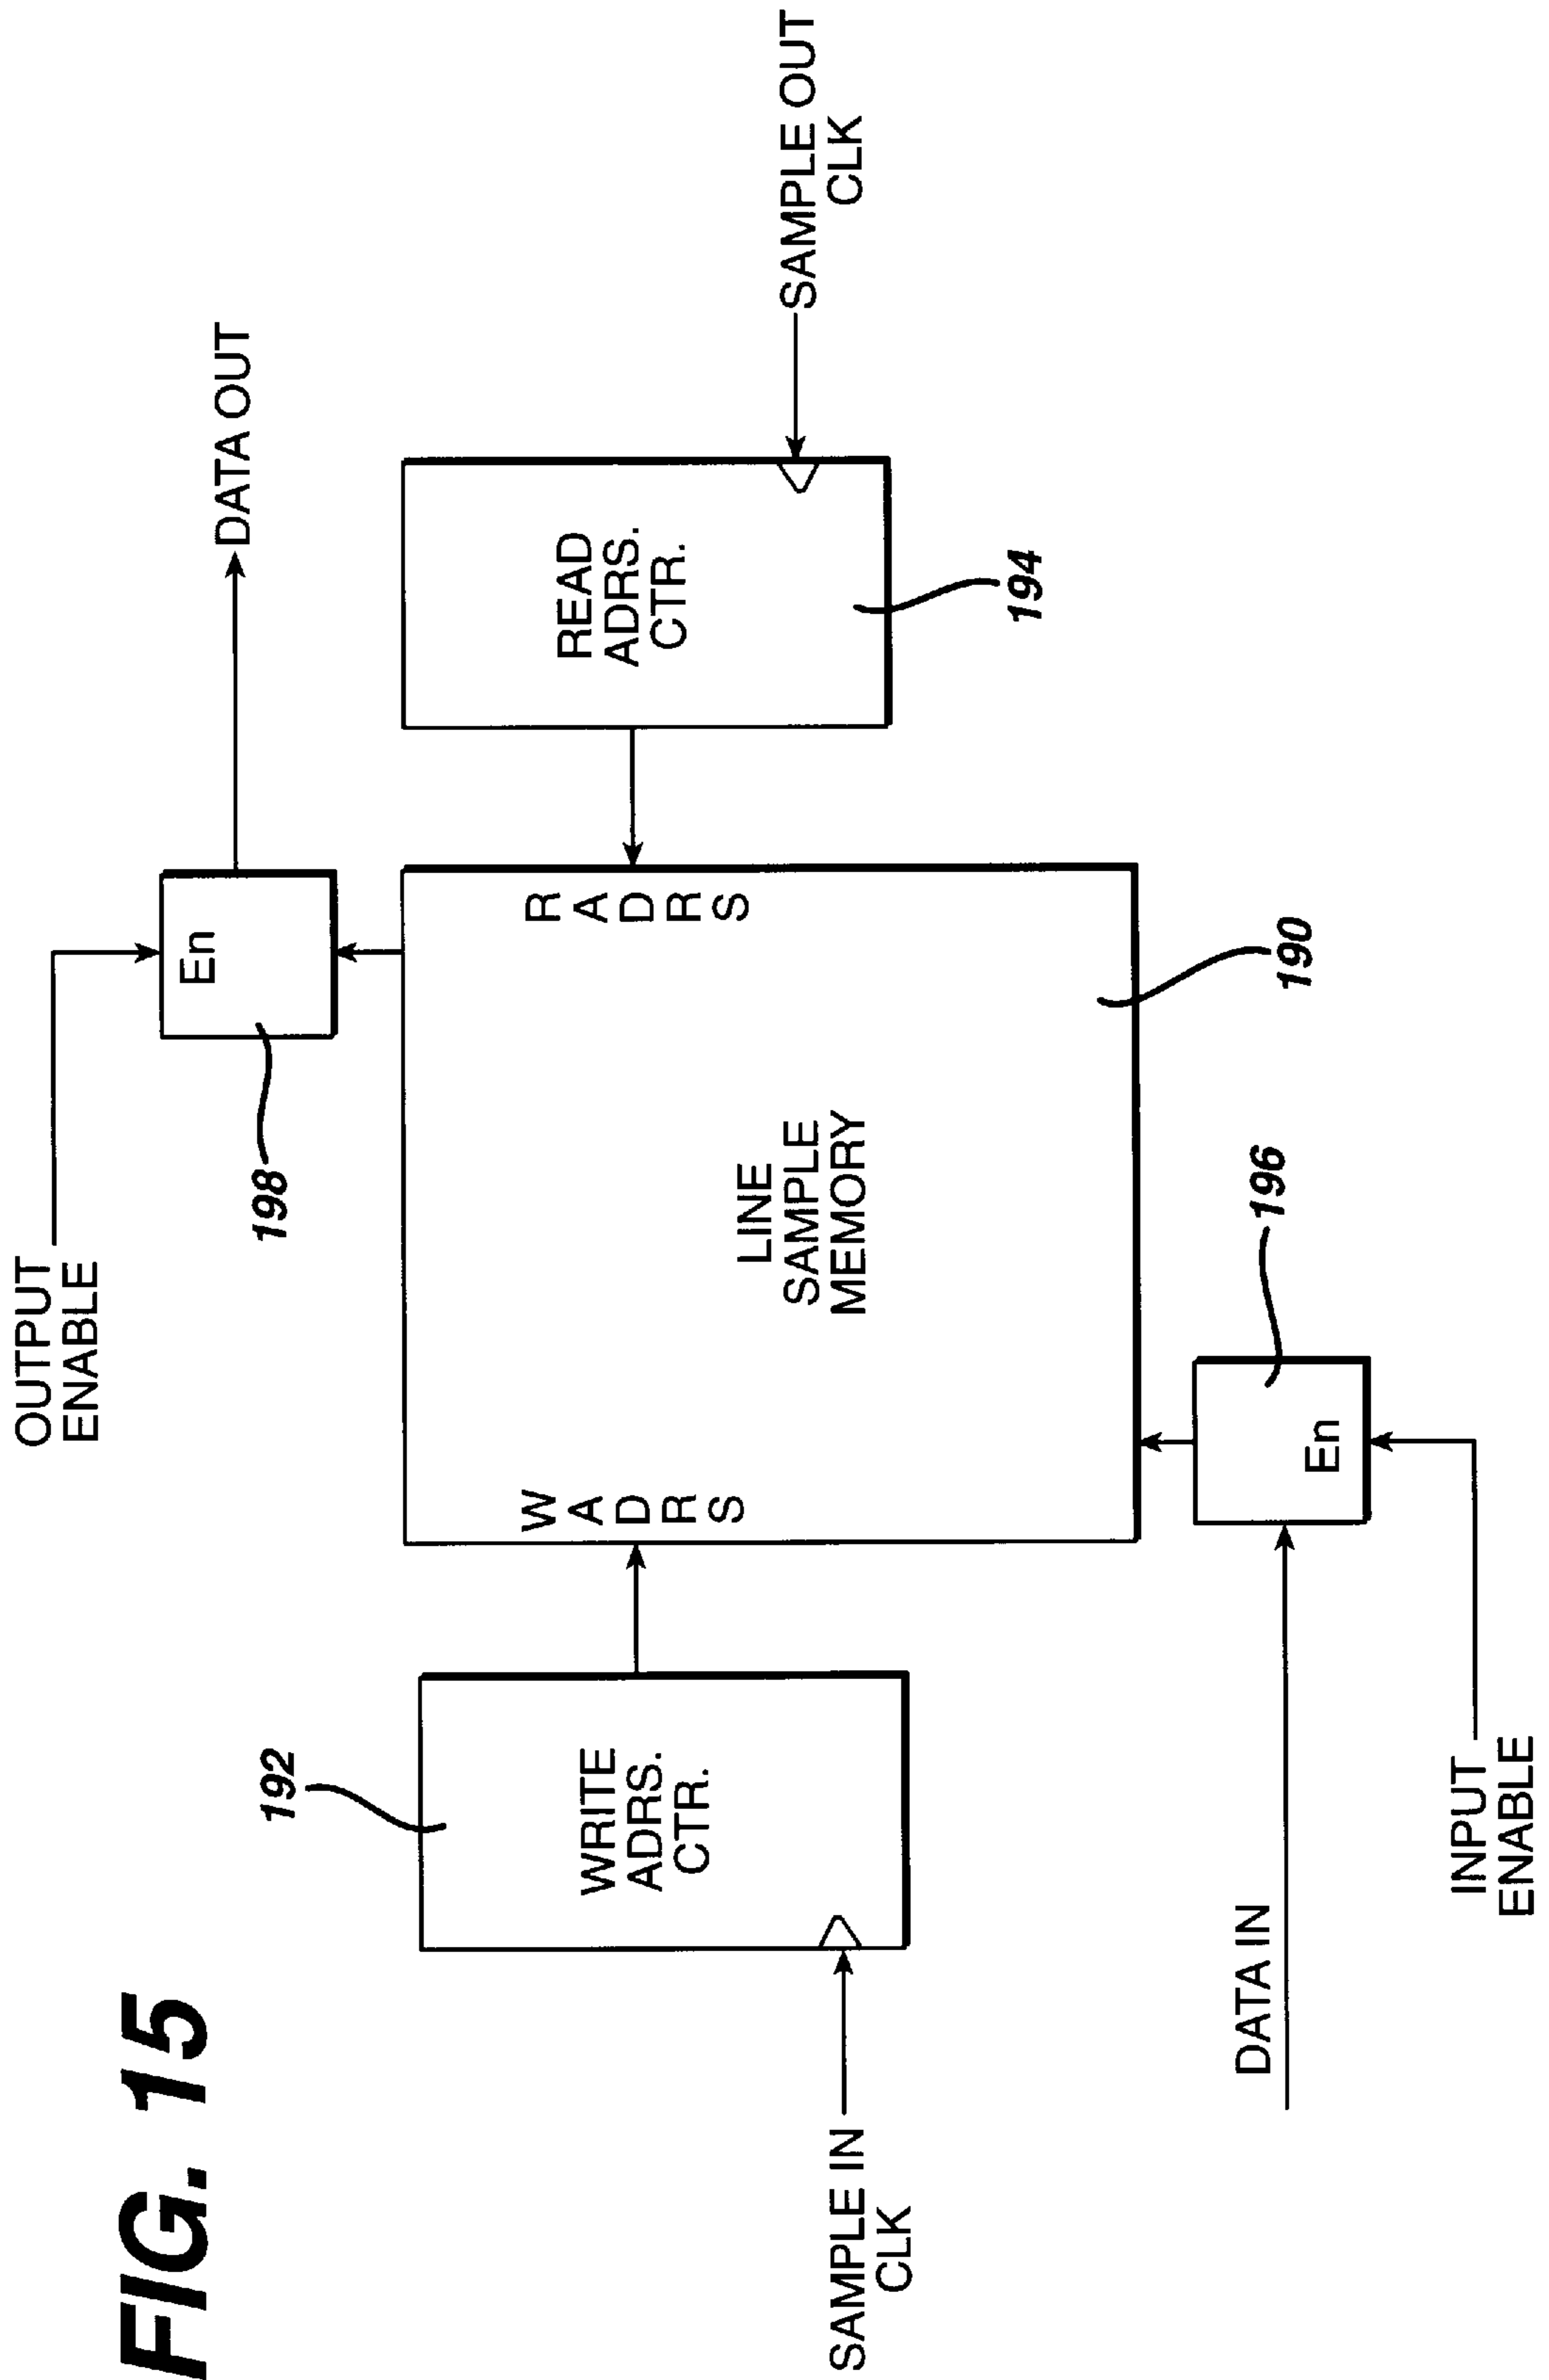 FIG. 15
OUTPUT
ENABLE
198
En
DATA OUT
192
WRITE
ADRS.
CTR.
SAMPLE IN
CLK
W
A
D
R
S
LINE
SAMPLE
MEMORY
R
A
D
R
S
READ
ADRS.
CTR.
194
SAMPLE OUT
CLK
190
196
En
DATA IN
INPUT
ENABLE